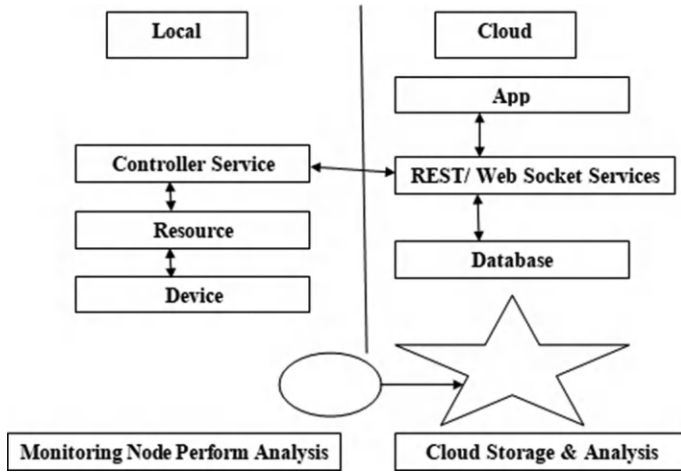 Local
Cloud
App
Controller Service
REST/ Web Socket Services
Resource
Database
Device
Monitoring Node Perform Analysis
Cloud Storage & Analysis